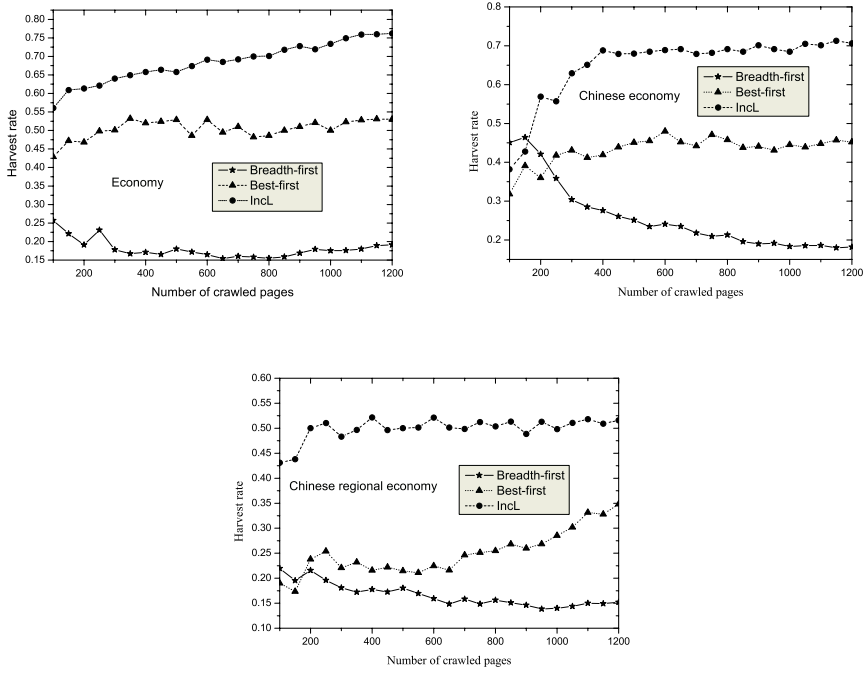 0.80
0.75
0.70
0.65
0.60
0.55
0.50
0.45
0.40
0.35
0.30
0.25
0.20
0.15
Harvest rate
Economy
Breadth-first
Best-first
IncL
200 400 600 800 1000 1200
Number of crawled pages
0.8
0.7
0.6
0.5
0.4
0.3
0.2
Harvest rate
Chinese economy
Breadth-first
Best-first
IncL
200 400 600 800 1000 1200
Number of crawled pages
0.60
0.55
0.50
0.45
0.40
0.35
0.30
0.25
0.20
0.15
0.10
Harvest rate
Chinese regional economy
Breadth-first
Best-first
IncL
200 400 600 800 1000 1200
Number of crawled pages